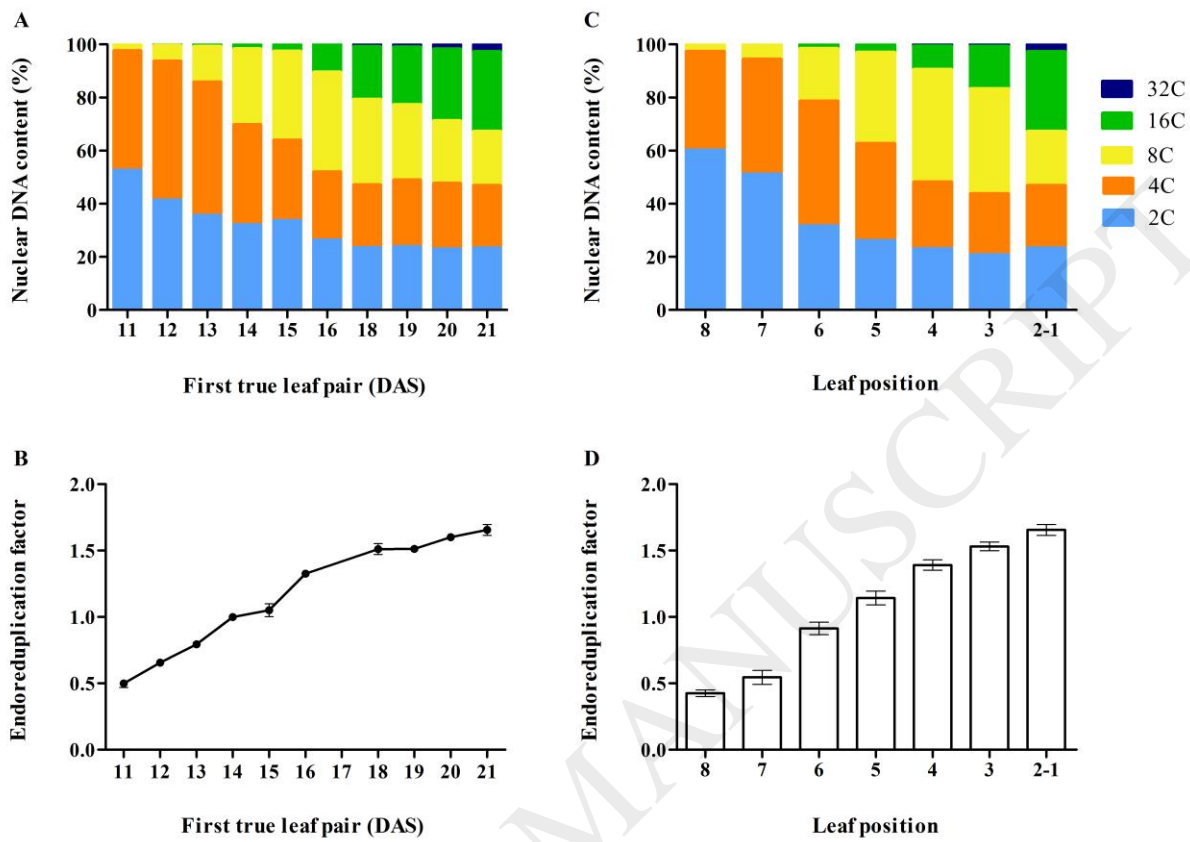 A
Nuclear DNA content (%)
100
80
60
40
20
0
11 12 13 14 15 16 18 19 20 21
First true leaf pair (DAS)
C
Nuclear DNA content (%)
100
80
60
40
20
0
8 7 6 5 4 3 2-1
Leaf position
32C
16C
8C
4C
2C
B
Endoreduplication factor
2.0
1.5
1.0
0.5
0.0
11 12 13 14 15 16 17 18 19 20 21
First true leaf pair (DAS)
D
Endoreduplication factor
2.0
1.5
1.0
0.5
0.0
8 7 6 5 4 3 2-1
Leaf position
MANUSCRIPT